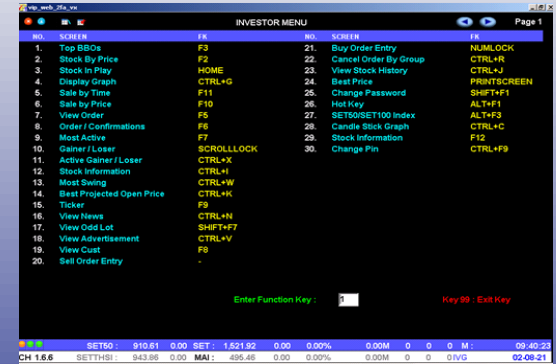 vip_web_2fa_vu
INVESTOR MENU Page 1
NO. SCREEN FK NO. SCREEN FK
1. Top BBOs F3 21. Buy Order Entry NUMLOCK
2. Stock By Price F2 22. Cancel Order By Group CTRL+R
3. Stock In Play HOME 23. View Stock History CTRL+J
4. Display Graph CTRL+G 24. Best Price PRINTSCREEN
5. Sale by Time F11 25. Change Password SHIFT+F1
6. Sale by Price F10 26. Hot Key ALT+F1
7. View Order F5 27. SET50/SET100 Index ALT+F3
8. Order / Confirmations F6 28. Candle Stick Graph CTRL+C
9. Most Active F7 29. Stock Information F12
10. Gainer / Loser SCROLLLOCK 30. Change Pin CTRL+F9
11. Active Gainer / Loser CTRL+X
12. Stock Information CTRL+I
13. Most Swing CTRL+W
14. Best Projected Open Price CTRL+K
15. Ticker F9
16. View News CTRL+N
17. View Odd Lot SHIFT+F7
18. View Advertisement CTRL+V
19. View Cust F8
20. Sell Order Entry -
Enter Function Key : 1 Key 99 : Exit Key
SET50 : 910.61 0.00 SET : 1,521.92 0.00 0.00% 0.00M 0 0 0 M : 09:40:23
CH 1.6.6 SETTHSI : 943.86 0.00 MAI : 495.46 0.00 0.00% 0.00M 0 0 0 IVG 02-08-21